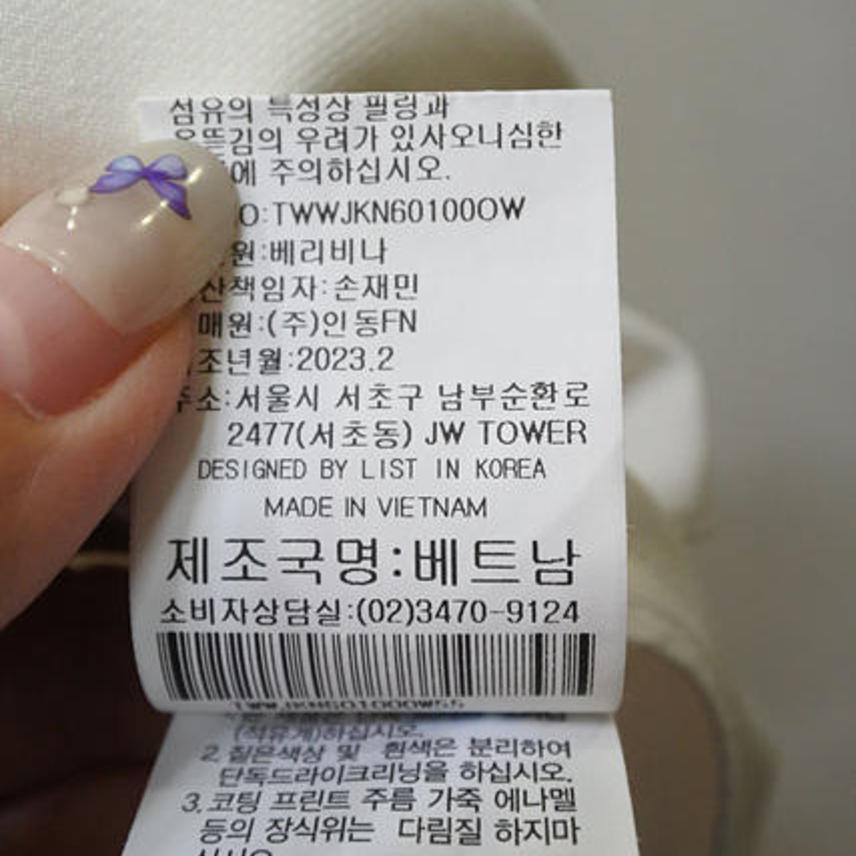 섬유의 특성상 필링과
올뜯김의 우려가 있사오니심한
에 주의하십시오.
O:TWWJKN60100OW
원:베리비나
산책임자:손재민
매원:(주)인동FN
조년월:2023.2
주소:서울시 서초구 남부순환로
2477(서초동) JW TOWER
DESIGNED BY LIST IN KOREA
MADE IN VIETNAM
제조국명:베트남
소비자상담실:(02)3470-9124
(석유계)하십시오.
2.짙은색상 및 흰색은 분리하여
단독드라이크리닝을 하십시오.
3.코팅 프린트 주름 가죽 에나멜
등의 장식위는 다림질 하지마